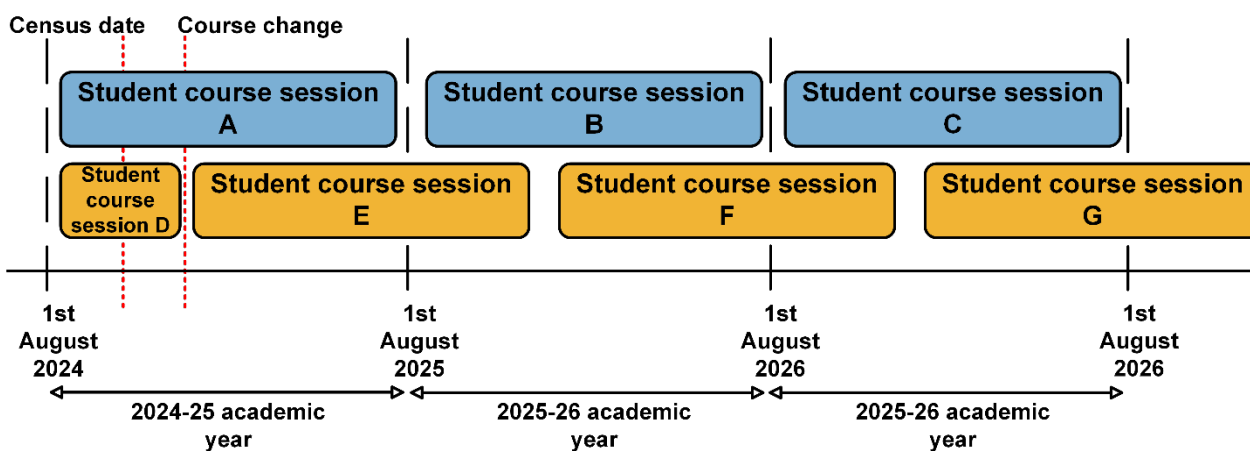 Census date
Course change
Student course session
A
Student course session
B
Student course session
C
Student
course
session D
Student course session
E
Student course session
F
Student course session
G
1st
August
2024
1st
August
2025
1st
August
2026
1st
August
2026
2024-25 academic
year
2025-26 academic
year
2025-26 academic
year